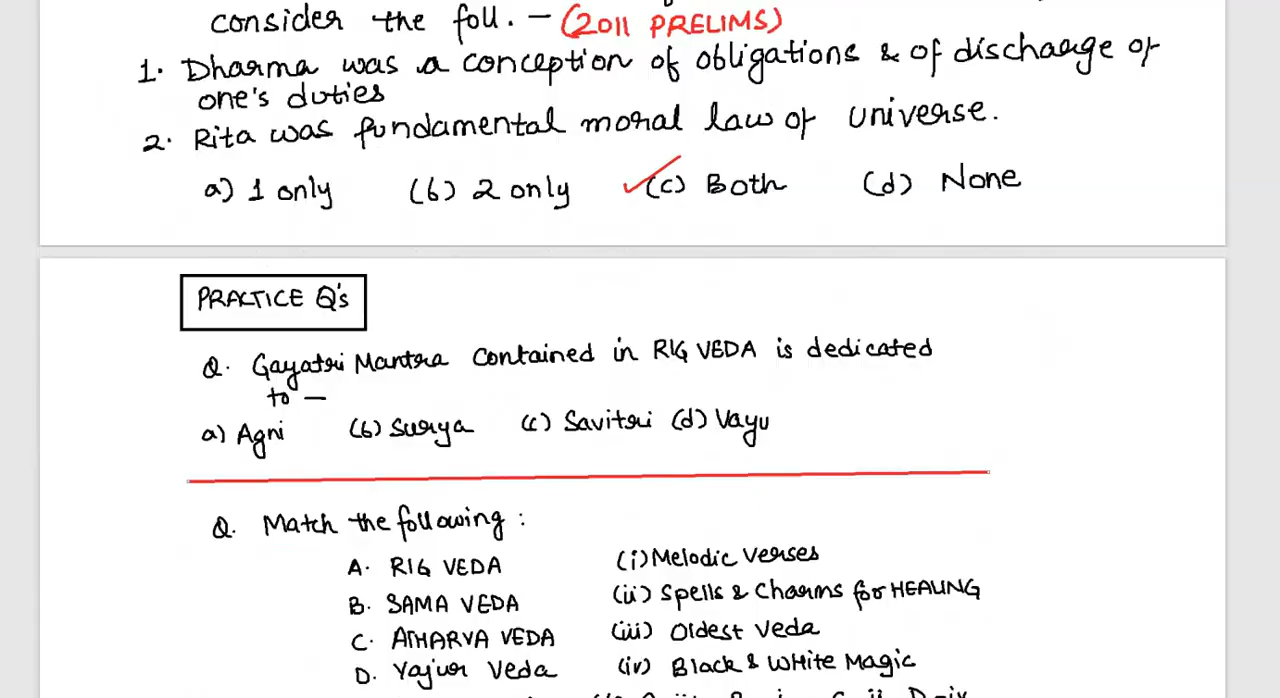 consider the foll. - (2011 PRELIMS)
1. Dharma was a conception of obligations & of discharge of
one's duties
2. Rita was fundamental moral law of universe.
a) 1 only (b) 2 only (c) Both (d) None
PRACTICE Q's
Q. Gayatri Mantra contained in RIG VEDA is dedicated
to -
a) Agni (b) Surya (c) Savitri (d) Vayu
Q. Match the following :
A. RIG VEDA (i) Melodic Verses
B. SAMA VEDA (ii) Spells & Charms for HEALING
C. ATHARVA VEDA (iii) Oldest Veda
D. Yajur Veda (iv) Black & White Magic